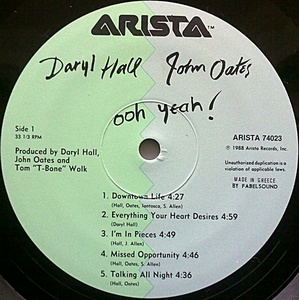 ARISTA™
Daryl Hall John Oates
ooh yeah!
Side 1
33 1/3 RPM
Produced by Daryl Hall,
John Oates and
Tom "T-Bone" Wolk
ARISTA 74023
℗ 1988 Arista Records, Inc.
Unauthorized duplication is a
violation of applicable laws.
MADE IN GREECE
BY FABELSOUND
1. Downtown Life 4:27
(Hall, Oates, Iantosca, S. Allen)
2. Everything Your Heart Desires 4:59
(Daryl Hall)
3. I'm In Pieces 4:49
(Hall, J. Allen)
4. Missed Opportunity 4:46
(Hall, Oates, S. Allen)
5. Talking All Night 4:36
(Hall, Oates)